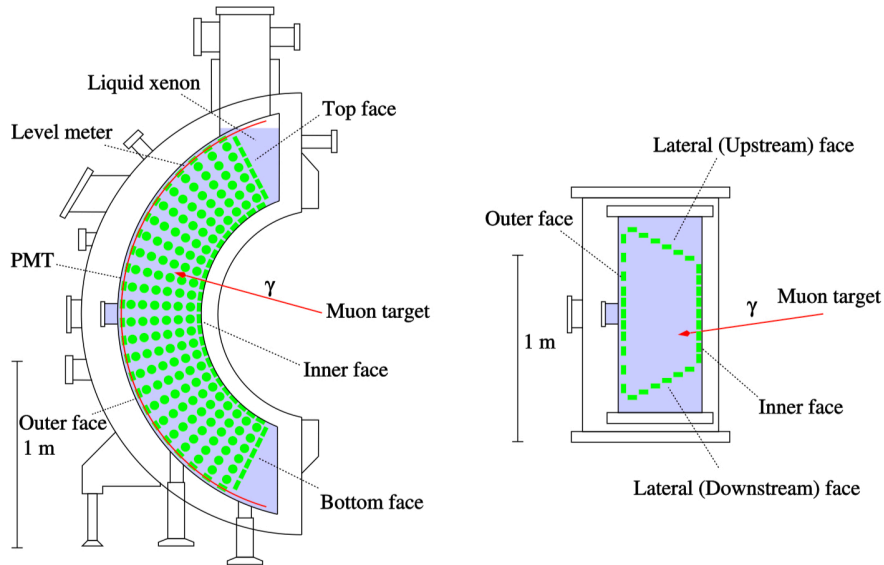 Liquid xenon
Top face
Level meter
PMT
γ
Muon target
Inner face
Outer face
1 m
Bottom face
Lateral (Upstream) face
Outer face
γ
Muon target
1 m
Inner face
Lateral (Downstream) face